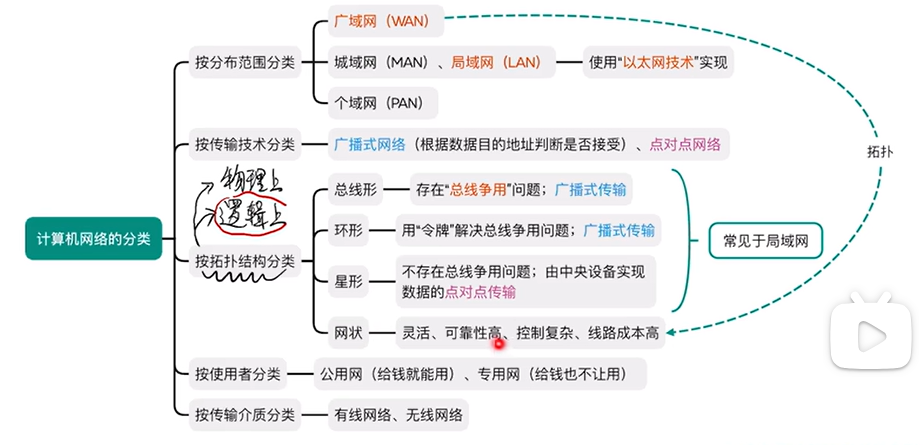 广域网（WAN）
按分布范围分类
城域网（MAN）、局域网（LAN）
使用“以太网技术”实现
个域网（PAN）
按传输技术分类
广播式网络（根据数据目的地址判断是否接受）、点对点网络
拓扑
物理上
逻辑上
总线形
存在“总线争用”问题；广播式传输
计算机网络的分类
环形
用“令牌”解决总线争用问题；广播式传输
常见于局域网
按拓扑结构分类
星形
不存在总线争用问题；由中央设备实现
数据的点对点传输
网状
灵活、可靠性高、控制复杂、线路成本高
按使用者分类
公用网（给钱就能用）、专用网（给钱也不让用）
按传输介质分类
有线网络、无线网络